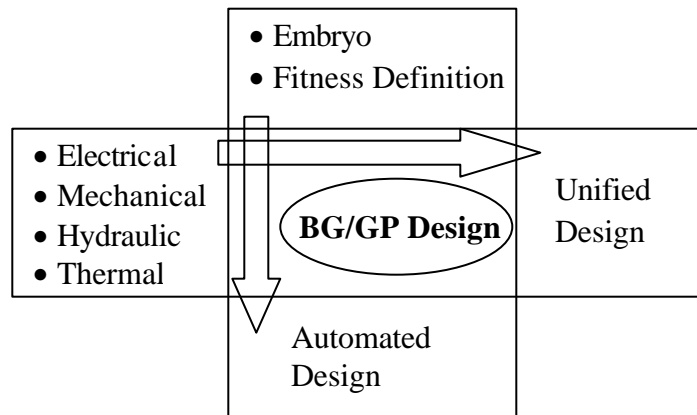 • Embryo
• Fitness Definition
• Electrical
• Mechanical
• Hydraulic
• Thermal
BG/GP Design
Unified
Design
Automated
Design